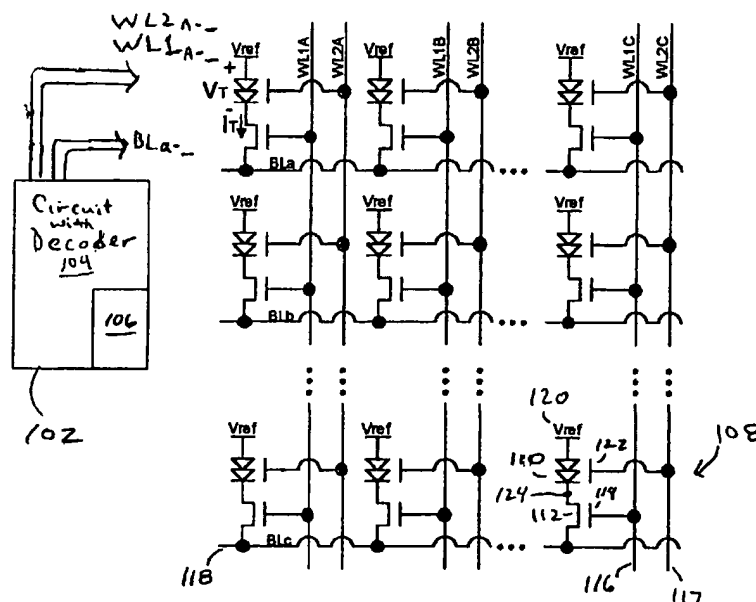 WL2A-_
WL1A-_
BLa-_
Circuit
with
Decoder
104
106
102
Vref Vref Vref
+
VT
-
iT
WL1A WL2A WL1B WL2B WL1C WL2C
BLa
Vref Vref Vref
BLb
Vref Vref
BLc
118
120
Vref
122
110
124
119
112
108
116
117